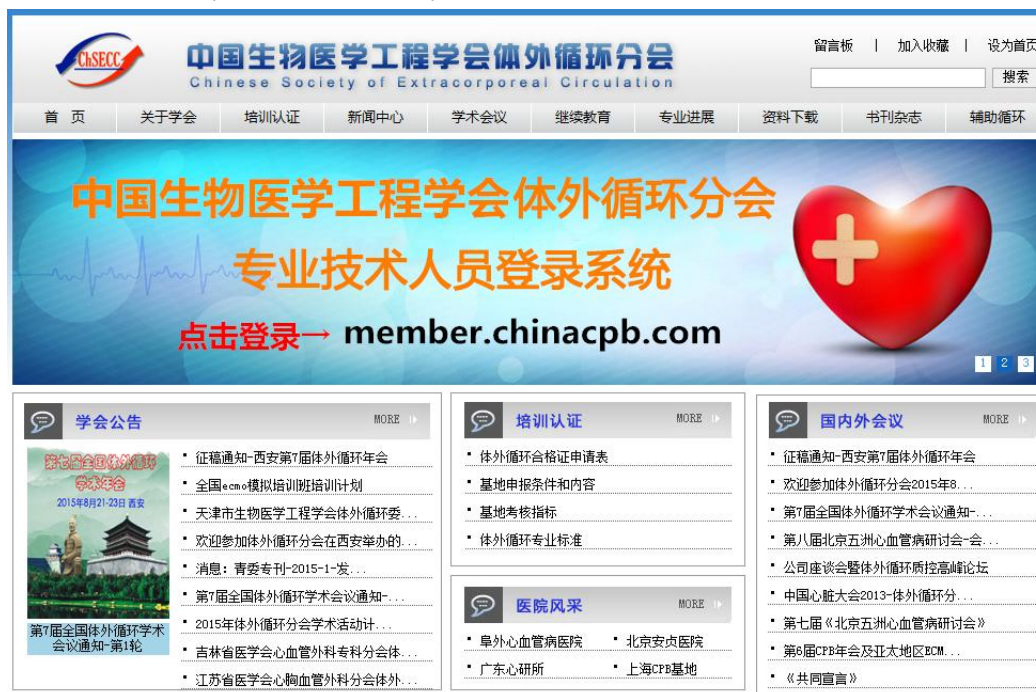 ChSECC
中国生物医学工程学会体外循环分会
Chinese Society of Extracorporeal Circulation
留言板 | 加入收藏 | 设为首页
搜索
首 页 关于学会 培训认证 新闻中心 学术会议 继续教育 专业进展 资料下载 书刊杂志 辅助循环
中国生物医学工程学会体外循环分会
专业技术人员登录系统
点击登录→ member.chinacpb.com
1 2 3
学会公告 MORE
第七届全国体外循环
学术年会
2015年8月21-23日 西安
第7届全国体外循环学术
会议通知-第1轮
· 征稿通知-西安第7届体外循环年会
· 全国ecmo模拟培训班培训计划
· 天津市生物医学工程学会体外循环委...
· 欢迎参加体外循环分会在西安举办的...
· 消息：青委专刊-2015-1-发...
· 第7届全国体外循环学术会议通知-...
· 2015年体外循环分会学术活动计...
· 吉林省医学会心血管外科专科分会体...
· 江苏省医学会心胸血管外科分会体外...
培训认证 MORE
· 体外循环合格证申请表
· 基地申报条件和内容
· 基地考核指标
· 体外循环专业标准
医院风采 MORE
· 阜外心血管病医院 · 北京安贞医院
· 广东心研所 · 上海CPB基地
国内外会议 MORE
· 征稿通知-西安第7届体外循环年会
· 欢迎参加体外循环分会2015年8...
· 第7届全国体外循环学术会议通知-...
· 第八届北京五洲心血管病研讨会-会...
· 公司座谈会暨体外循环质控高峰论坛
· 中国心脏大会2013-体外循环分...
· 第七届《北京五洲心血管病研讨会》
· 第6届CPB年会及亚太地区ECM...
· 《共同宣言》